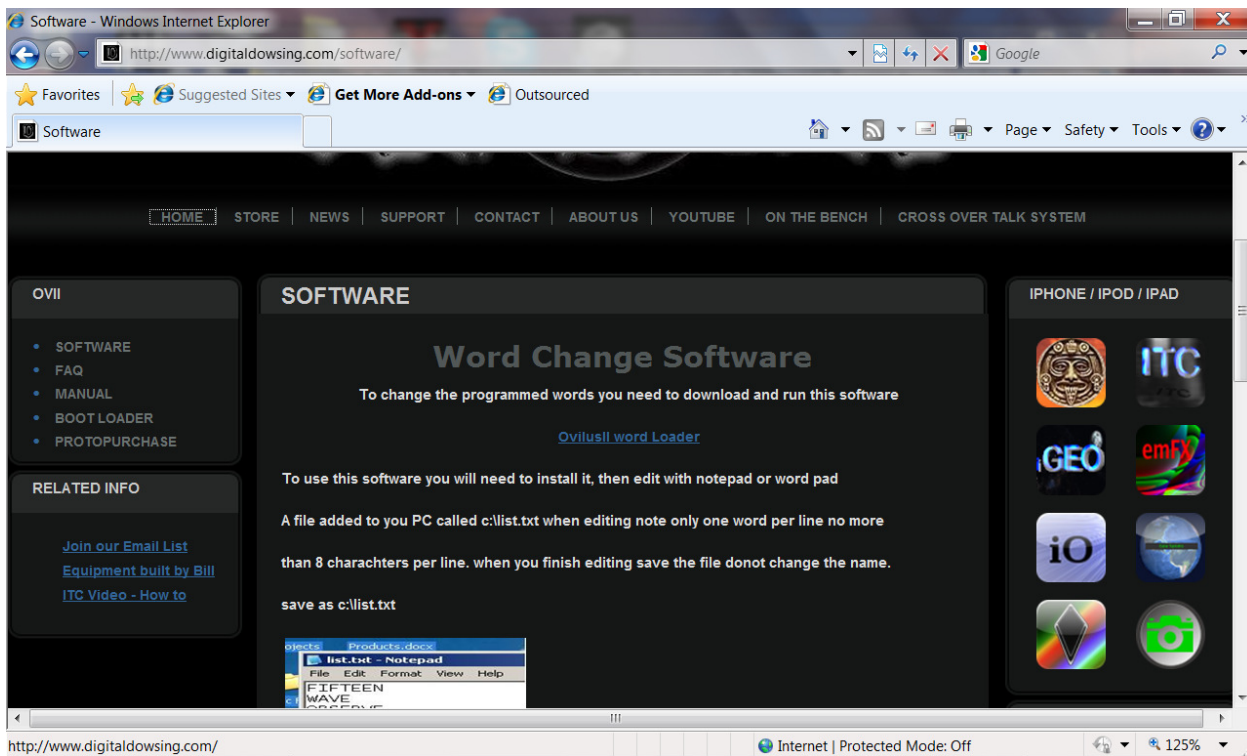 Software - Windows Internet Explorer
http://www.digitaldowsing.com/software/
Google
Favorites Suggested Sites Get More Add-ons Outsourced
Software
Page Safety Tools
HOME STORE NEWS SUPPORT CONTACT ABOUT US YOUTUBE ON THE BENCH CROSS OVER TALK SYSTEM
OVII
SOFTWARE
FAQ
MANUAL
BOOT LOADER
PROTOPURCHASE
RELATED INFO
Join our Email List
Equipment built by Bill
ITC Video - How to
SOFTWARE
Word Change Software
To change the programmed words you need to download and run this software
OvilusII word Loader
To use this software you will need to install it, then edit with notepad or word pad
A file added to you PC called c:\list.txt when editing note only one word per line no more
than 8 charachters per line. when you finish editing save the file donot change the name.
save as c:\list.txt
ojects Products.docx
list.txt - Notepad
File Edit Format View Help
FIFTEEN
WAVE
OBSERVE
IPHONE / IPOD / IPAD
ITC
iGEO
emFX
iO
http://www.digitaldowsing.com/
Internet | Protected Mode: Off
125%